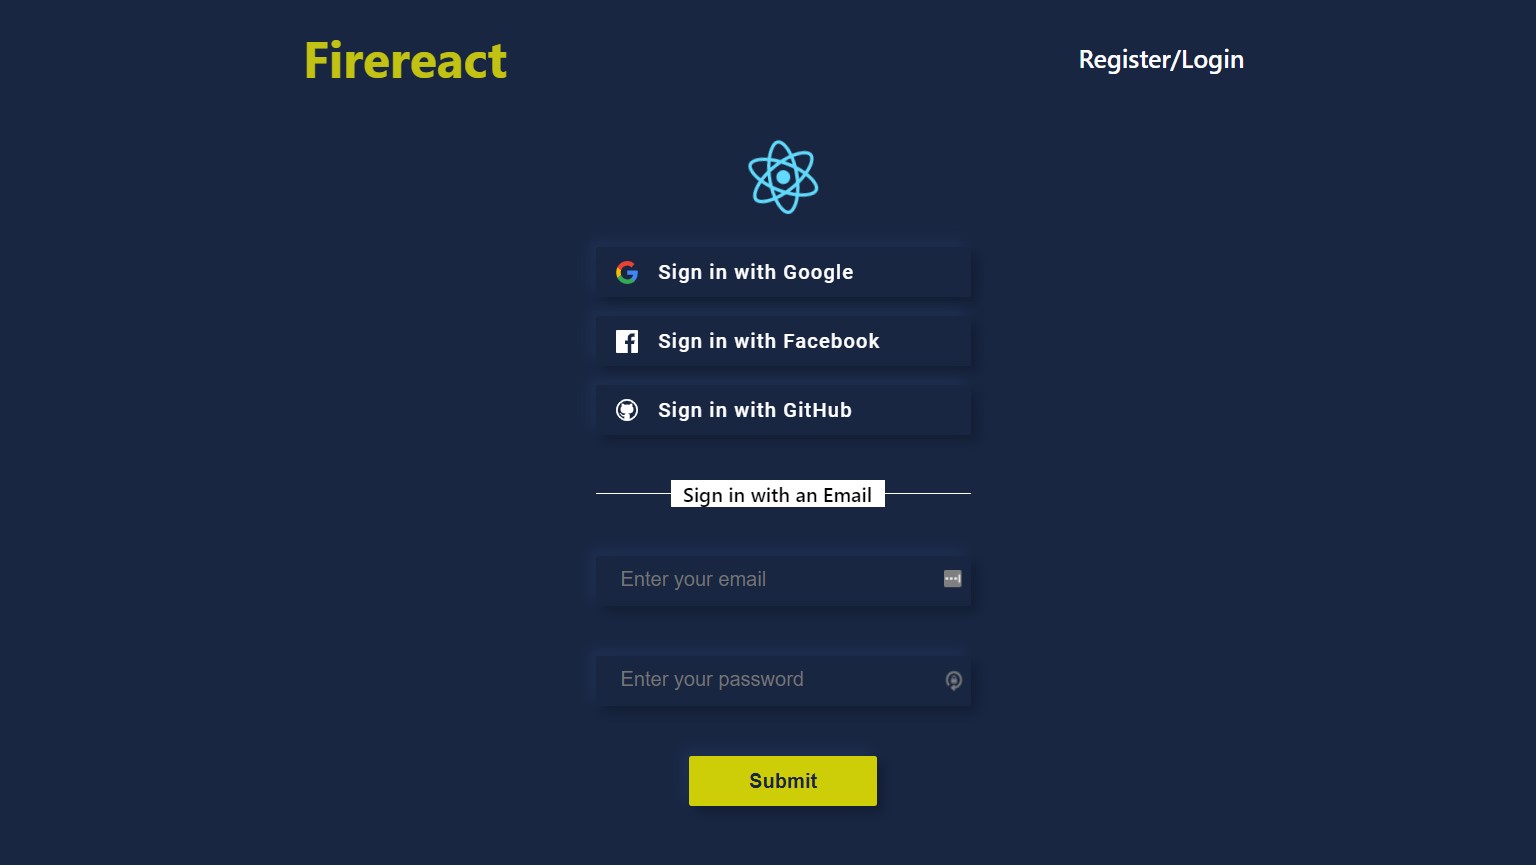 Firereact
Register/Login
Sign in with Google
Sign in with Facebook
Sign in with GitHub
Sign in with an Email
Enter your email
Enter your password
Submit